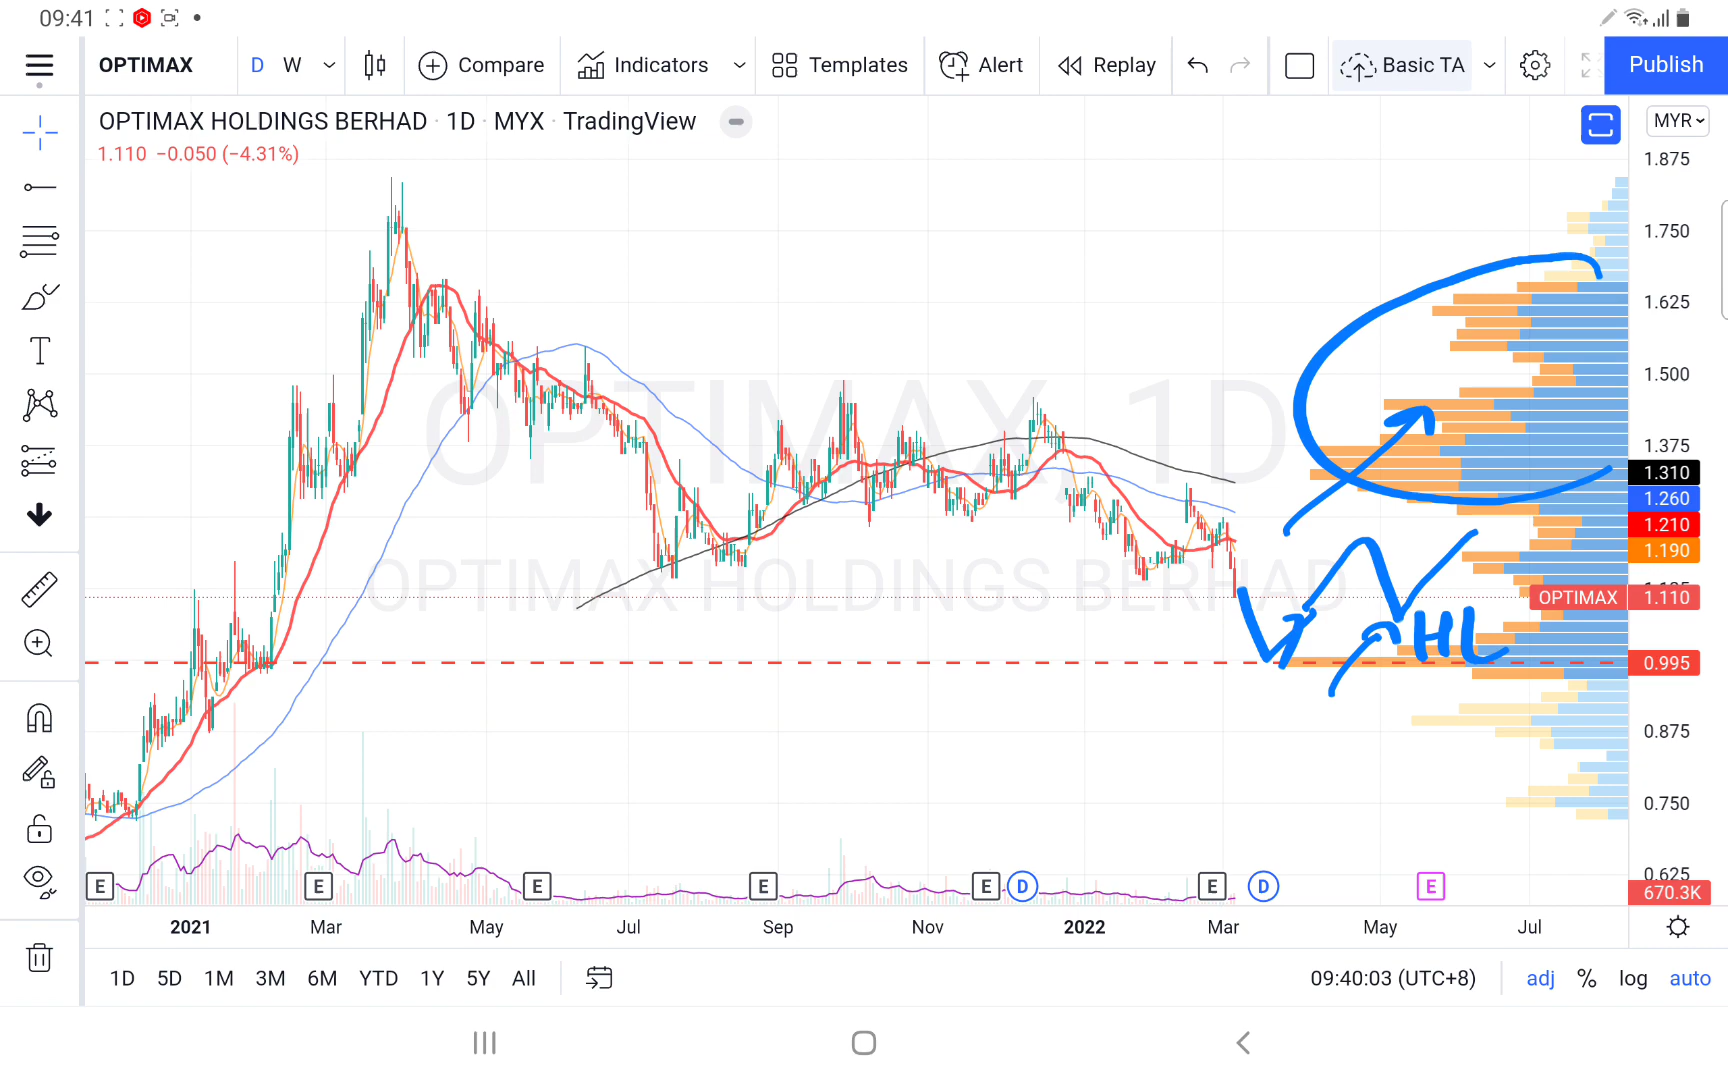 09:41
OPTIMAX D W Compare Indicators Templates Alert Replay Basic TA Publish
OPTIMAX HOLDINGS BERHAD · 1D · MYX · TradingView
MYR
1.110 −0.050 (−4.31%)
1.875
1.750
1.625
1.500
1.375
1.310
1.260
1.210
1.190
OPTIMAX 1.110
HL
0.995
0.875
0.750
0.625
670.3K
OPTIMAX, 1D
OPTIMAX HOLDINGS BERHAD
E E E E E D E D E
2021 Mar May Jul Sep Nov 2022 Mar May Jul
1D 5D 1M 3M 6M YTD 1Y 5Y All 09:40:03 (UTC+8) adj % log auto